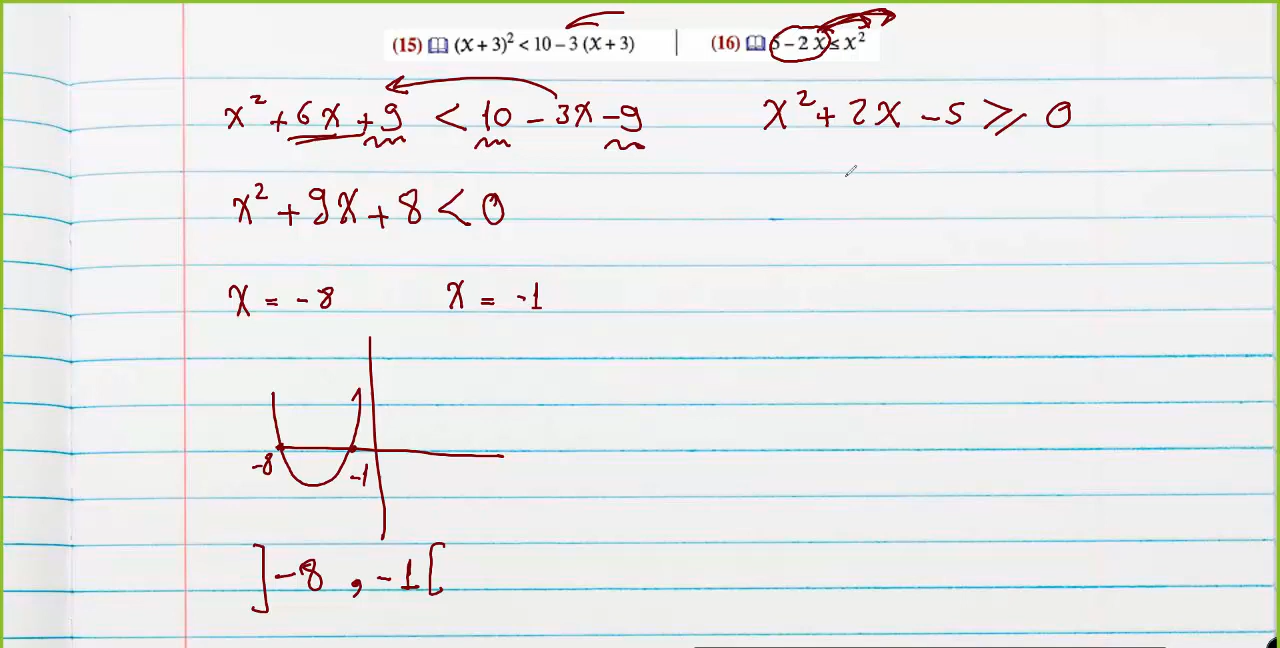 (15) (x + 3)² < 10 – 3 (x + 3)
(16) 5 – 2 x ≤ x²
x² + 6x + 9 < 10 - 3x - 9
x² + 9x + 8 < 0
x = -8 x = -1
-8 -1
]-8 , -1[
x² + 2x - 5 ≥ 0